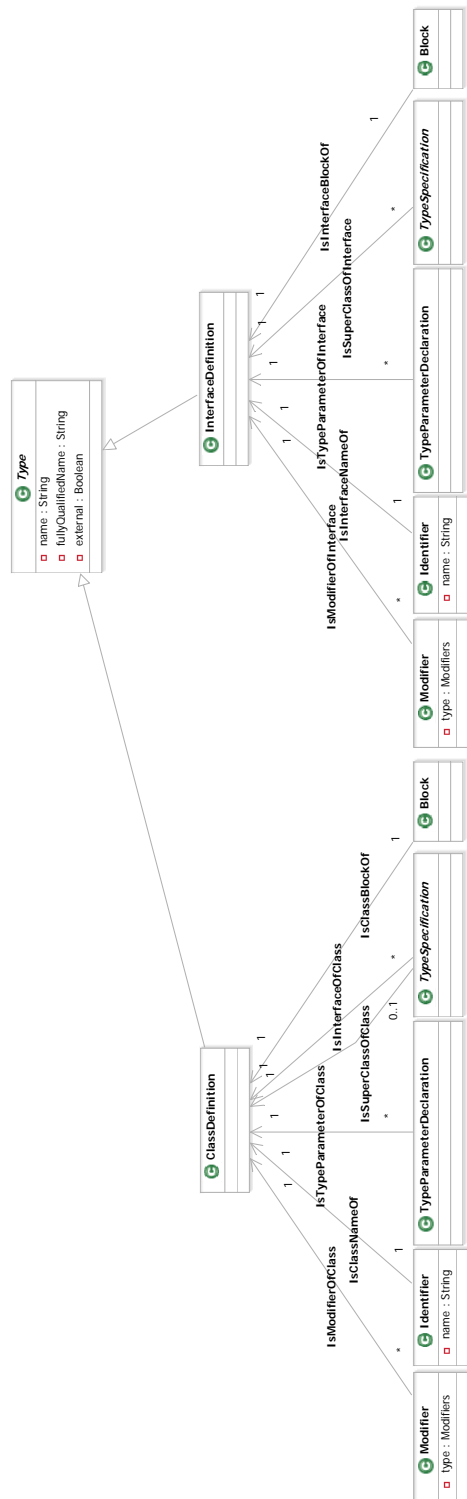 Type
name : String
fullyQualifiedName : String
external : Boolean
ClassDefinition
InterfaceDefinition
1
1
1
1
1
1
IsModifierOfClass
IsClassNameOf
IsTypeParameterOfClass
IsSuperClassOfClass
IsInterfaceOfClass
IsClassBlockOf
*
1
*
0..1
*
1
1
1
1
1
1
IsModifierOfInterface
IsInterfaceNameOf
IsTypeParameterOfInterface
IsSuperClassOfInterface
IsInterfaceBlockOf
*
1
*
*
1
Modifier
type : Modifiers
Identifier
name : String
TypeParameterDeclaration
TypeSpecification
Block
Modifier
type : Modifiers
Identifier
name : String
TypeParameterDeclaration
TypeSpecification
Block